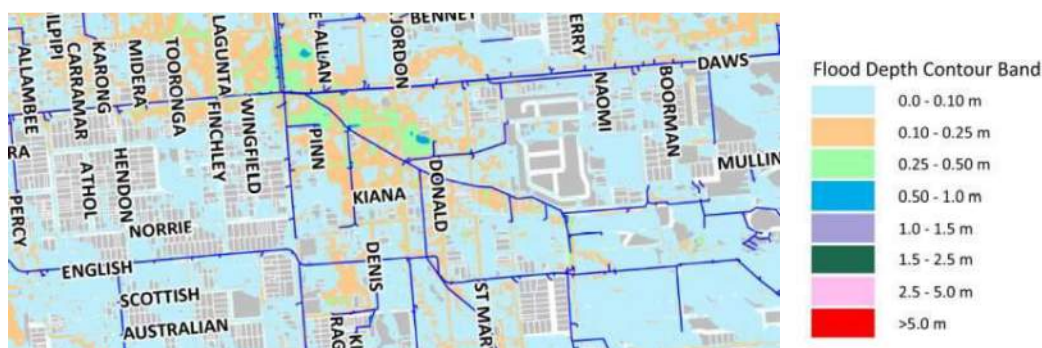 ILPIPI
ALLAMBEE
CARRAMAR
KARONG
MIDERA
TOORONGA
LAGUNTA
FINCHLEY
WINGFIELD
ALLAN
JORDON
BENNET
ERRY
NAOMI
BOORMAN
DAWS
RA
PERCY
ATHOL
HENDON
NORRIE
PINN
KIANA
DONALD
MULLIN
ENGLISH
SCOTTISH
AUSTRALIAN
DENIS
RAG
ST MAR
Flood Depth Contour Band
0.0 - 0.10 m
0.10 - 0.25 m
0.25 - 0.50 m
0.50 - 1.0 m
1.0 - 1.5 m
1.5 - 2.5 m
2.5 - 5.0 m
>5.0 m